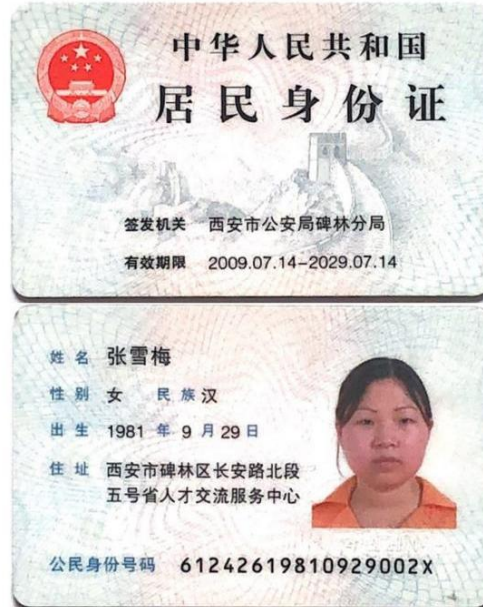 中华人民共和国
居民身份证
签发机关 西安市公安局碑林分局
有效期限 2009.07.14-2029.07.14
姓名 张雪梅
性别 女 民族 汉
出生 1981 年 9 月 29 日
住址 西安市碑林区长安路北段
五号省人才交流服务中心
公民身份号码 61242619810929002X